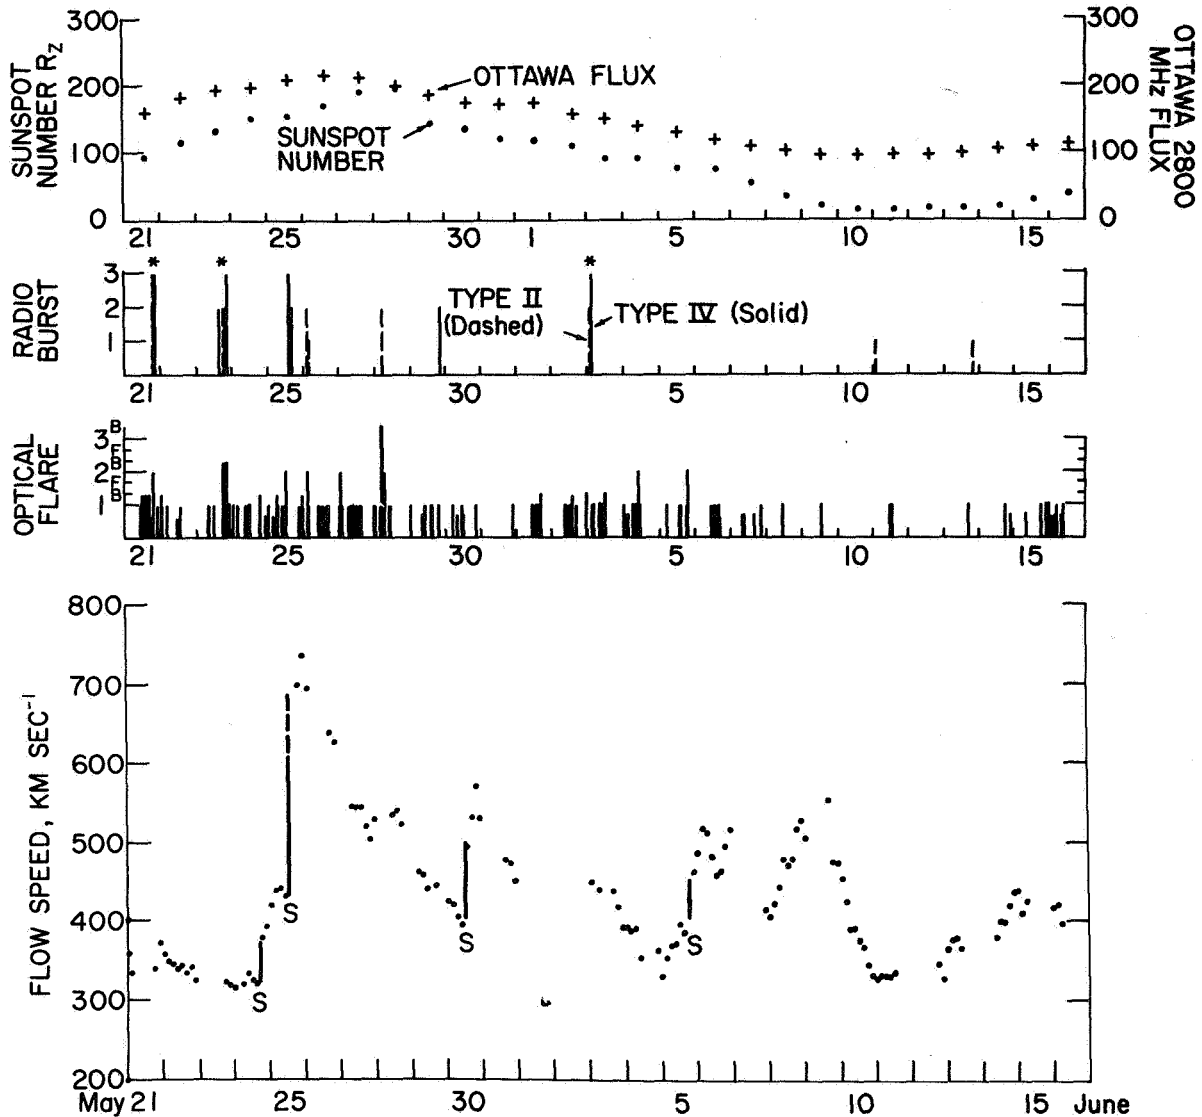 300
200
100
0
SUNSPOT
NUMBER RZ
OTTAWA FLUX
SUNSPOT
NUMBER
300
200
100
0
OTTAWA 2800
MHz FLUX
21 25 30 1 5 10 15
* * *
3
2
1
RADIO
BURST
TYPE II
(Dashed)
TYPE IV (Solid)
21 25 30 5 10 15
3 B
F
2 B
F
1 B
OPTICAL
FLARE
21 25 30 5 10 15
800
700
600
500
400
300
200
FLOW SPEED, KM SEC-1
S
S
S
S
May 21 25 30 5 10 15 June